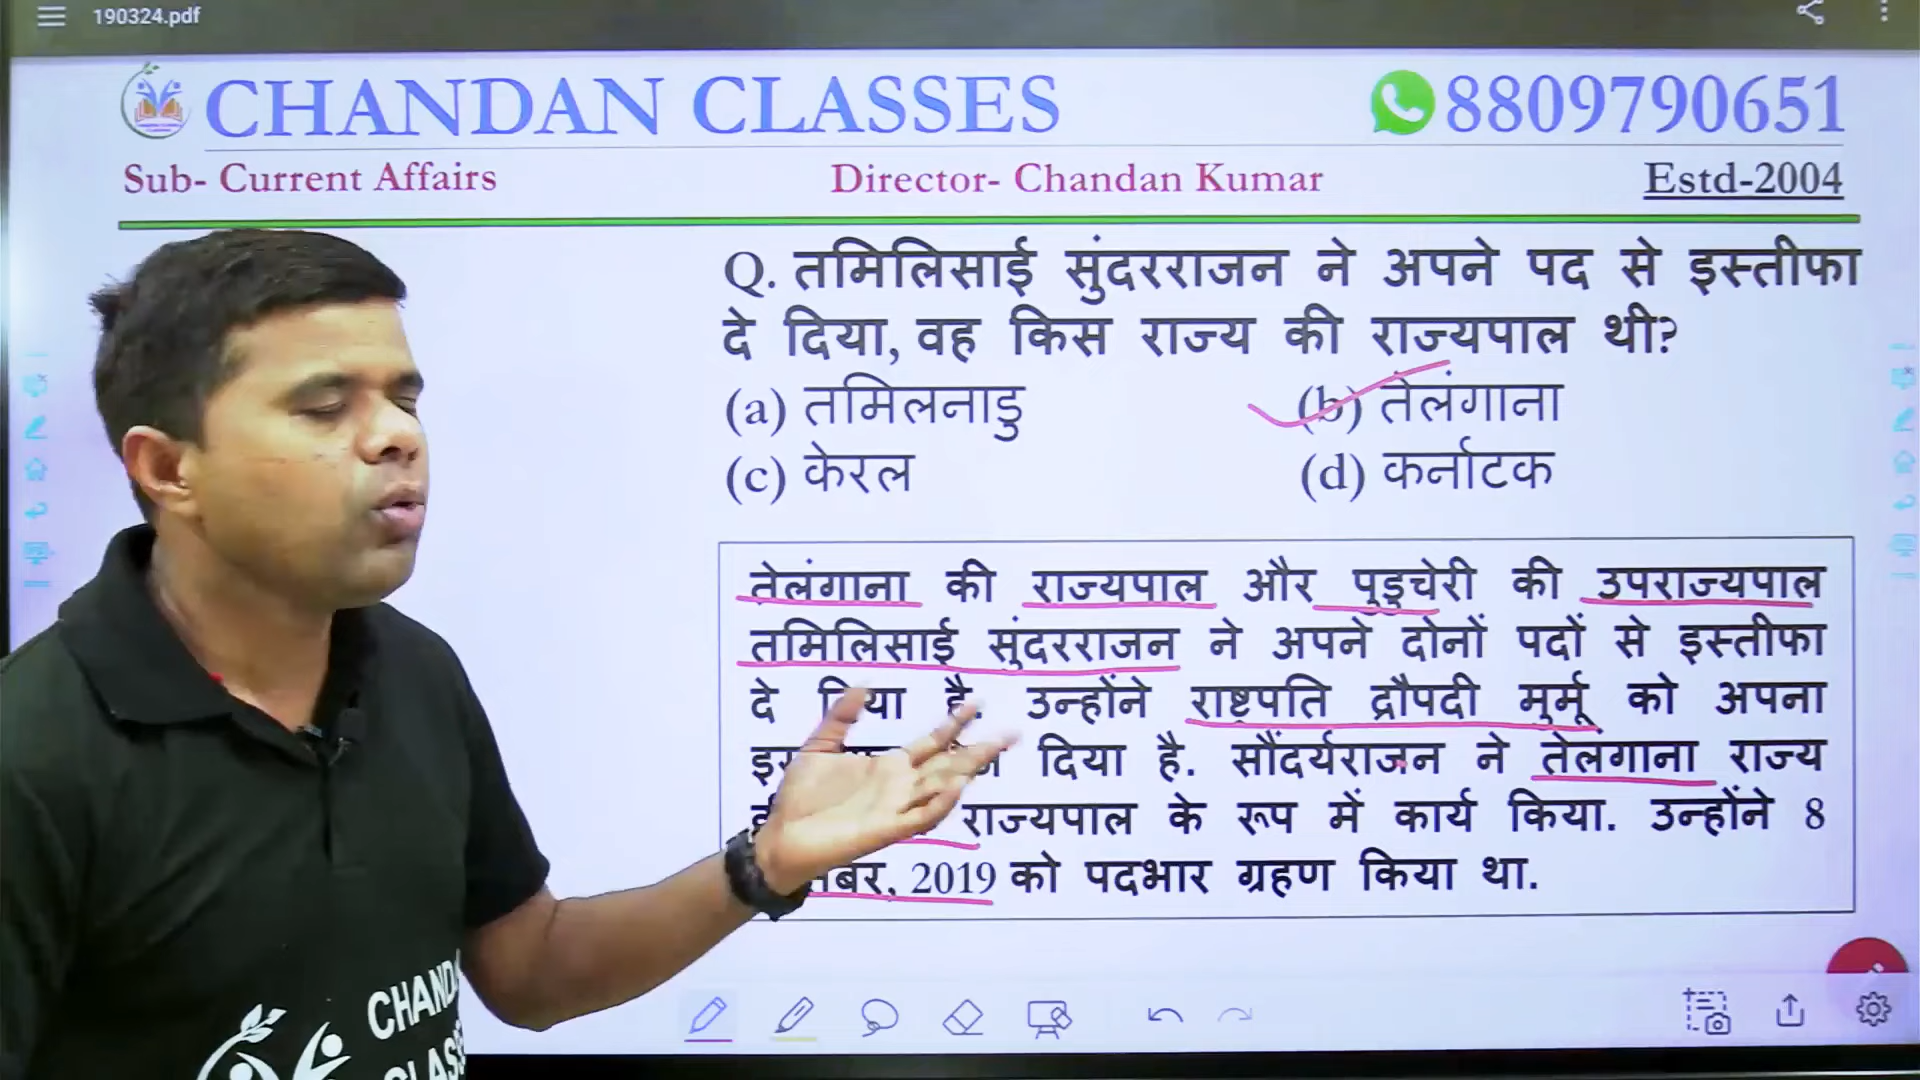 190324.pdf
CHANDAN CLASSES
8809790651
Sub- Current Affairs
Director- Chandan Kumar
Estd-2004
Q. तमिलिसाई सुंदरराजन ने अपने पद से इस्तीफा
दे दिया, वह किस राज्य की राज्यपाल थी?
(a) तमिलनाडु
(b) तेलंगाना
(c) केरल
(d) कर्नाटक
तेलंगाना की राज्यपाल और पुडुचेरी की उपराज्यपाल
तमिलिसाई सुंदरराजन ने अपने दोनों पदों से इस्तीफा
दे दिया है. उन्होंने राष्ट्रपति द्रौपदी मुर्मू को अपना
दिया है. सौंदर्यराजन ने तेलंगाना राज्य
राज्यपाल के रूप में कार्य किया. उन्होंने 8
2019 को पदभार ग्रहण किया था.
CHAND
CLASS